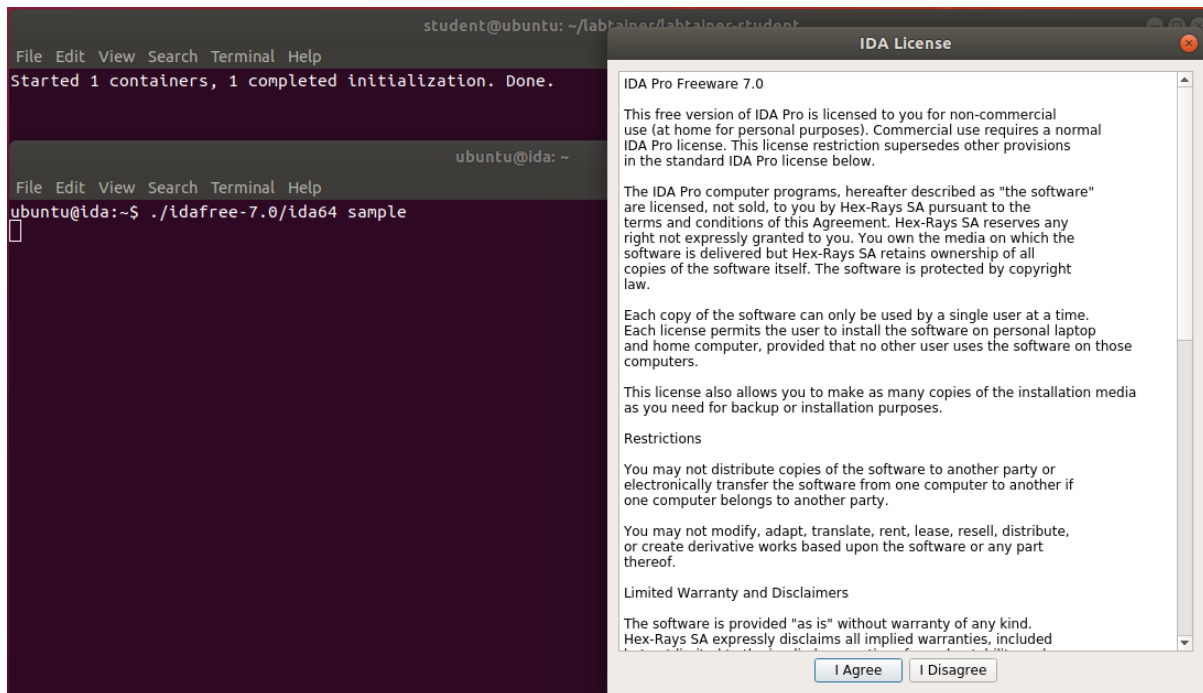 student@ubuntu: ~/labtainer/labtainer-student
File Edit View Search Terminal Help
Started 1 containers, 1 completed initialization. Done.
ubuntu@ida: ~
File Edit View Search Terminal Help
ubuntu@ida:~$ ./idafree-7.0/ida64 sample
IDA License
IDA Pro Freeware 7.0
This free version of IDA Pro is licensed to you for non-commercial
use (at home for personal purposes). Commercial use requires a normal
IDA Pro license. This license restriction supersedes other provisions
in the standard IDA Pro license below.
The IDA Pro computer programs, hereafter described as "the software"
are licensed, not sold, to you by Hex-Rays SA pursuant to the
terms and conditions of this Agreement. Hex-Rays SA reserves any
right not expressly granted to you. You own the media on which the
software is delivered but Hex-Rays SA retains ownership of all
copies of the software itself. The software is protected by copyright
law.
Each copy of the software can only be used by a single user at a time.
Each license permits the user to install the software on personal laptop
and home computer, provided that no other user uses the software on those
computers.
This license also allows you to make as many copies of the installation media
as you need for backup or installation purposes.
Restrictions
You may not distribute copies of the software to another party or
electronically transfer the software from one computer to another if
one computer belongs to another party.
You may not modify, adapt, translate, rent, lease, resell, distribute,
or create derivative works based upon the software or any part
thereof.
Limited Warranty and Disclaimers
The software is provided "as is" without warranty of any kind.
Hex-Rays SA expressly disclaims all implied warranties, included
I Agree
I Disagree